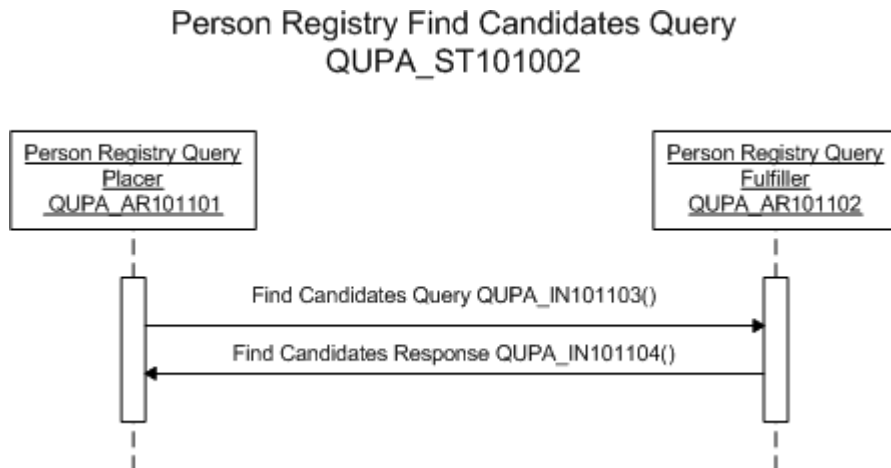 Person Registry Find Candidates Query
QUPA_ST101002
Person Registry Query
Placer
QUPA_AR101101
Person Registry Query
Fulfiller
QUPA_AR101102
Find Candidates Query QUPA_IN101103()
Find Candidates Response QUPA_IN101104()